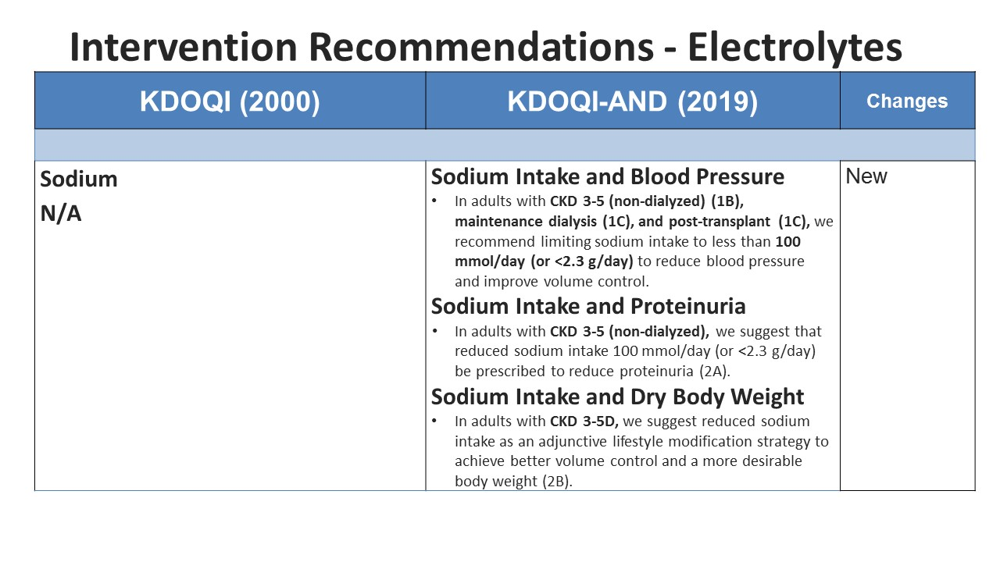 Intervention Recommendations - Electrolytes
KDOQI (2000)
KDOQI-AND (2019)
Changes
Sodium
N/A
Sodium Intake and Blood Pressure
• In adults with CKD 3-5 (non-dialyzed) (1B),
maintenance dialysis (1C), and post-transplant (1C), we
recommend limiting sodium intake to less than 100
mmol/day (or <2.3 g/day) to reduce blood pressure
and improve volume control.
Sodium Intake and Proteinuria
• In adults with CKD 3-5 (non-dialyzed), we suggest that
reduced sodium intake 100 mmol/day (or <2.3 g/day)
be prescribed to reduce proteinuria (2A).
Sodium Intake and Dry Body Weight
• In adults with CKD 3-5D, we suggest reduced sodium
intake as an adjunctive lifestyle modification strategy to
achieve better volume control and a more desirable
body weight (2B).
New